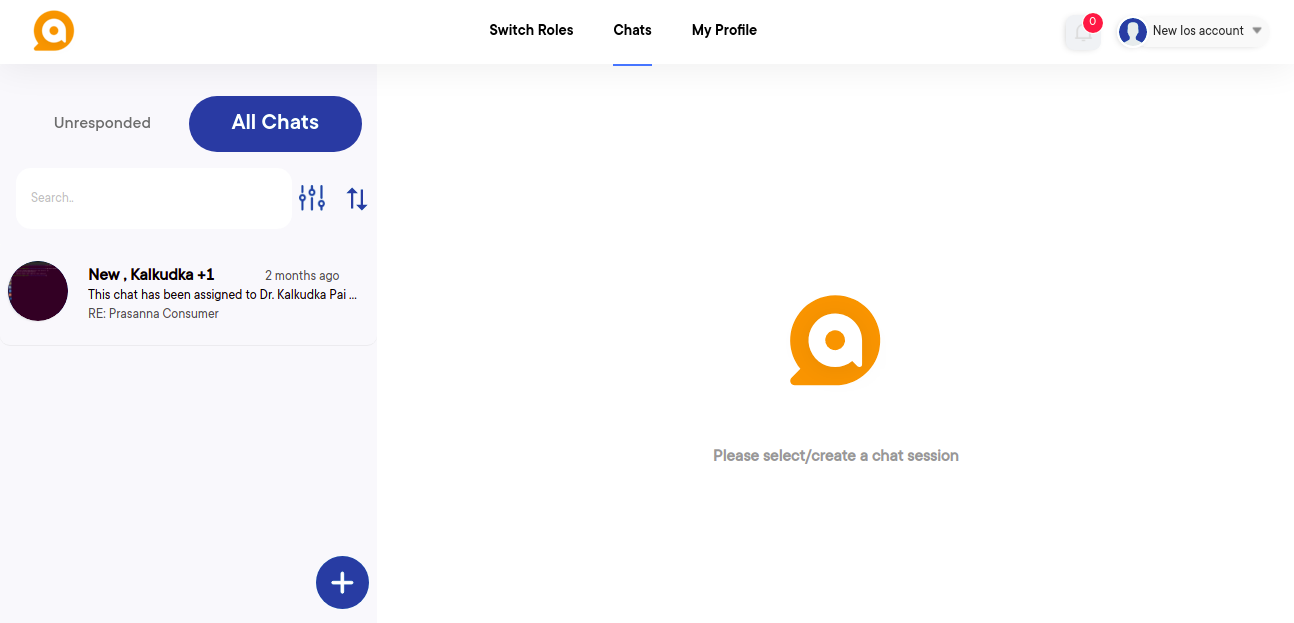 Switch Roles
Chats
My Profile
0
New Ios account
Unresponded
All Chats
Search..
New , Kalkudka +1
2 months ago
This chat has been assigned to Dr. Kalkudka Pai ...
RE: Prasanna Consumer
Please select/create a chat session